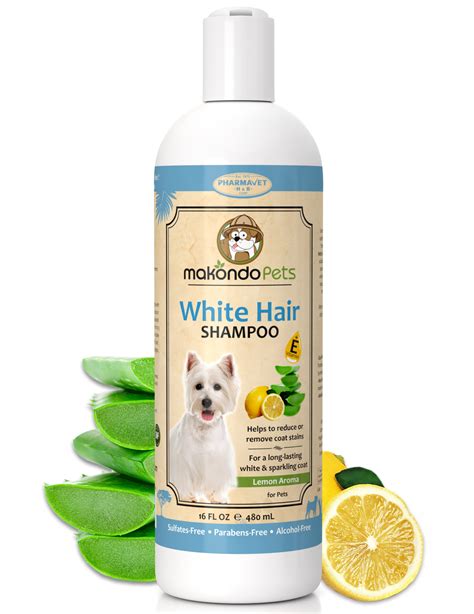 PHARMAVET
makondo Pets
White Hair
SHAMPOO
E
Helps to reduce or
remove coat stains
For a long-lasting
white & sparkling coat
Lemon Aroma
for Pets
16 FL OZ ℮ 480 mL
Sulfates-Free • Parabens-Free • Alcohol-Free